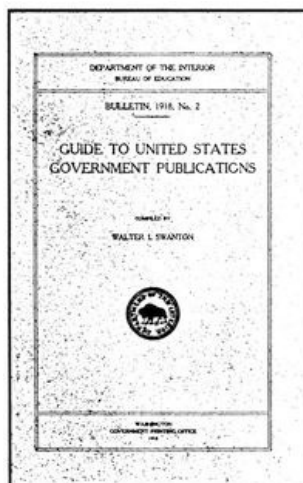 DEPARTMENT OF THE INTERIOR
BUREAU OF EDUCATION
BULLETIN, 1918, No. 2
GUIDE TO UNITED STATES
GOVERNMENT PUBLICATIONS
COMPILED BY
WALTER I. SWANTON
WASHINGTON
GOVERNMENT PRINTING OFFICE
1918